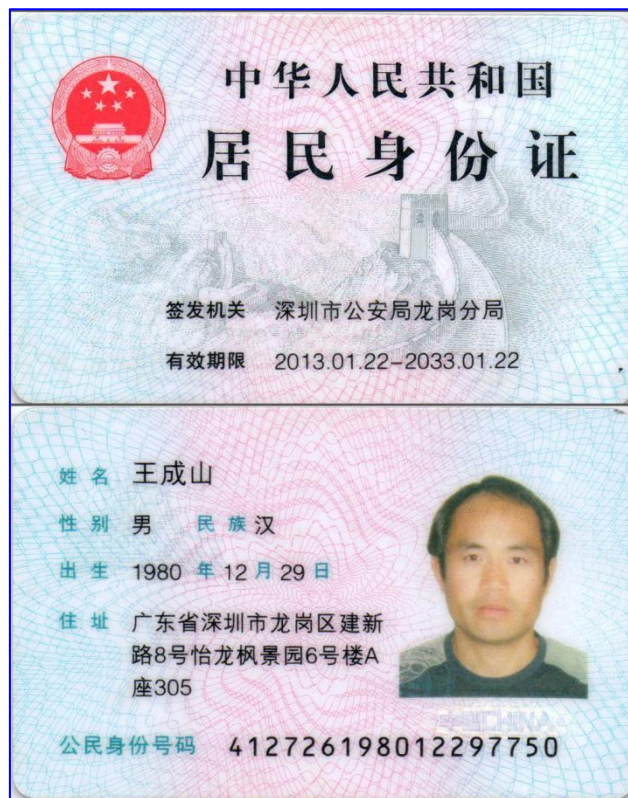 中华人民共和国
居民身份证
签发机关 深圳市公安局龙岗分局
有效期限 2013.01.22-2033.01.22
姓名 王成山
性别 男 民族 汉
出生 1980 年 12 月 29 日
住址 广东省深圳市龙岗区建新
路8号怡龙枫景园6号楼A
座305
公民身份号码 412726198012297750